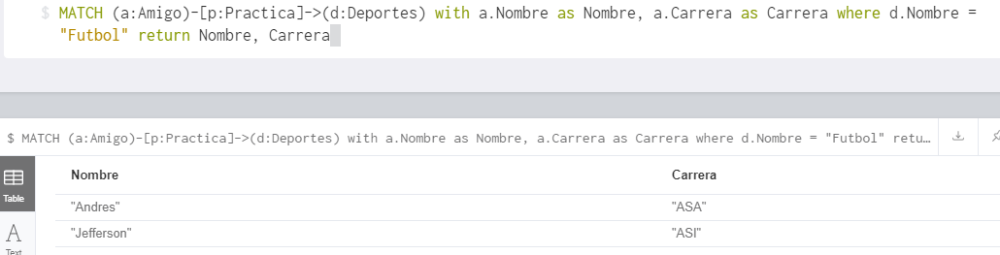 $ MATCH (a:Amigo)-[p:Practica]->(d:Deportes) with a.Nombre as Nombre, a.Carrera as Carrera where d.Nombre =
"Futbol" return Nombre, Carrera
$ MATCH (a:Amigo)-[p:Practica]->(d:Deportes) with a.Nombre as Nombre, a.Carrera as Carrera where d.Nombre = "Futbol" retu…
Table
Nombre Carrera
"Andres" "ASA"
"Jefferson" "ASI"
A
Text